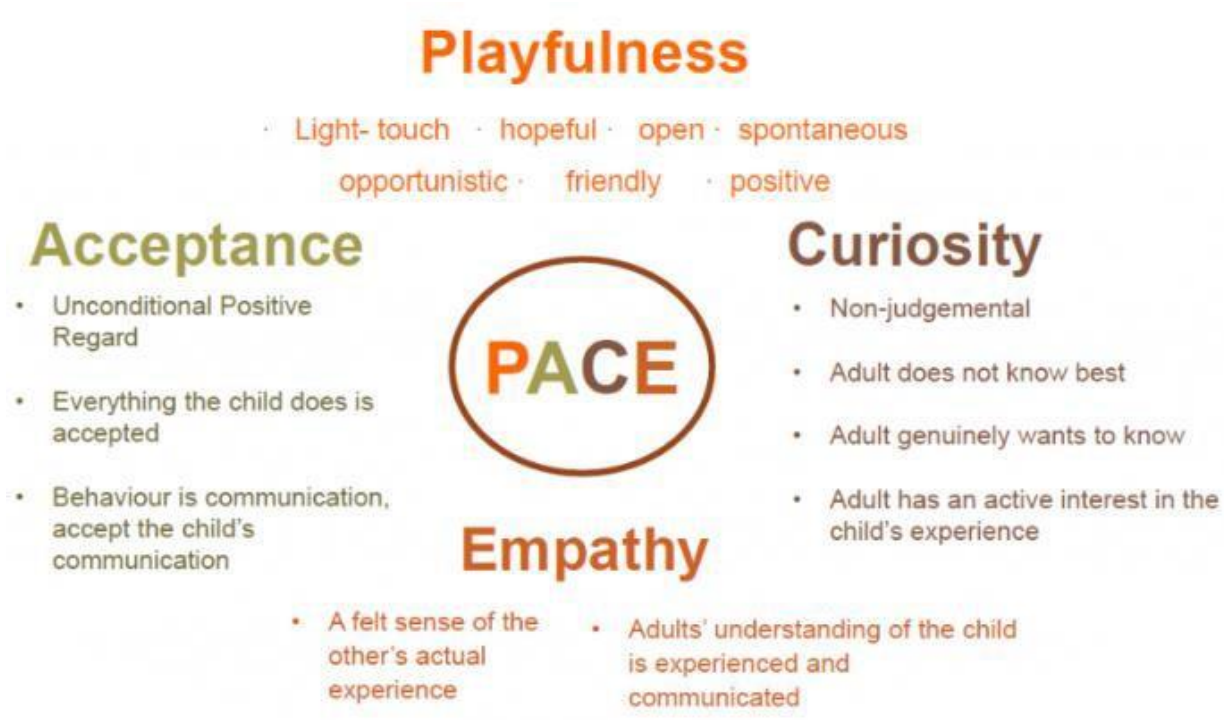 Playfulness
· Light- touch · hopeful · open · spontaneous
opportunistic · friendly · positive
Acceptance
• Unconditional Positive
Regard
• Everything the child does is
accepted
• Behaviour is communication,
accept the child's
communication
PACE
Curiosity
• Non-judgemental
• Adult does not know best
• Adult genuinely wants to know
• Adult has an active interest in the
child's experience
Empathy
• A felt sense of the
other's actual
experience
• Adults' understanding of the child
is experienced and
communicated